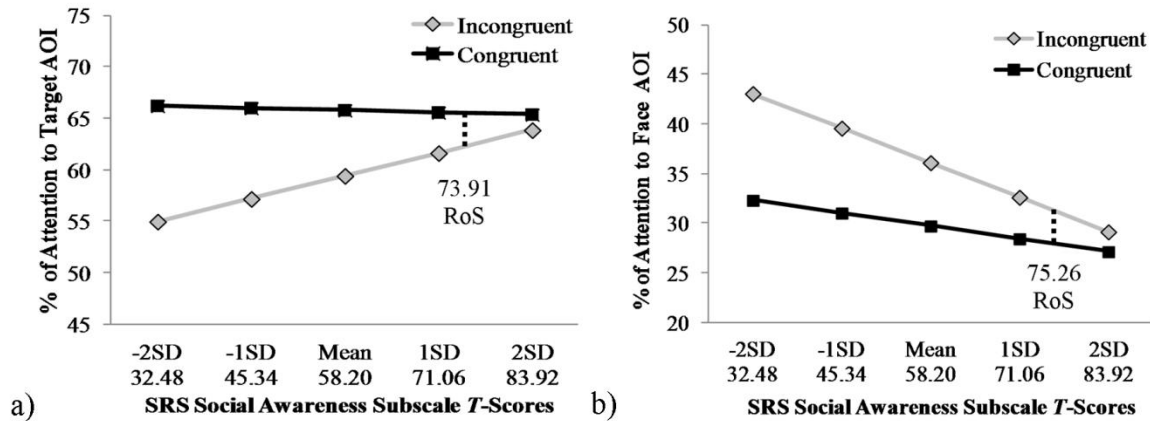 % of Attention to Target AOI
75
70
65
60
55
50
45
Incongruent
Congruent
73.91
RoS
-2SD -1SD Mean 1SD 2SD
32.48 45.34 58.20 71.06 83.92
SRS Social Awareness Subscale T-Scores
a)
% of Attention to Face AOI
50
45
40
35
30
25
20
Incongruent
Congruent
75.26
RoS
-2SD -1SD Mean 1SD 2SD
32.48 45.34 58.20 71.06 83.92
SRS Social Awareness Subscale T-Scores
b)